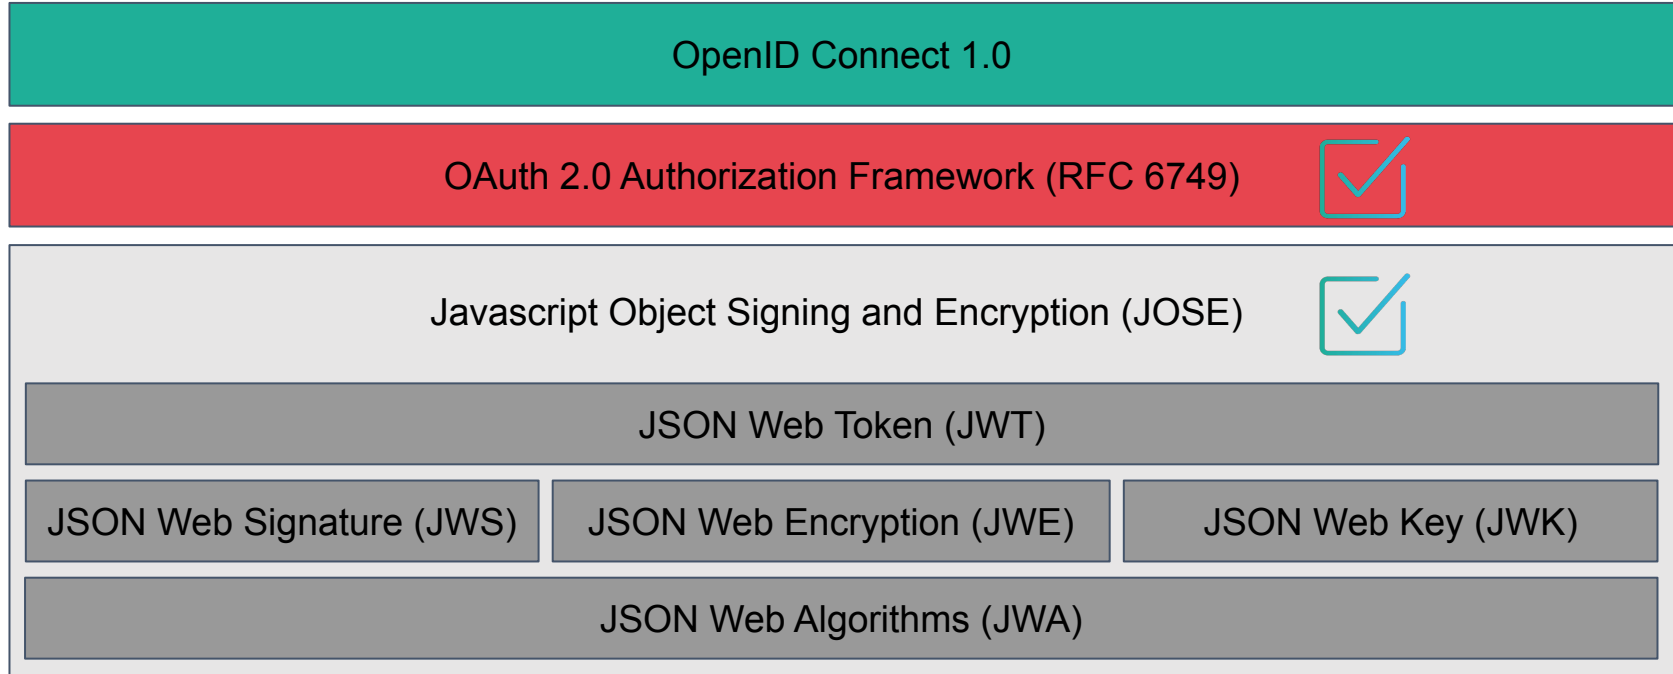 OpenID Connect 1.0
OAuth 2.0 Authorization Framework (RFC 6749)
Javascript Object Signing and Encryption (JOSE)
JSON Web Token (JWT)
JSON Web Signature (JWS)
JSON Web Encryption (JWE)
JSON Web Key (JWK)
JSON Web Algorithms (JWA)